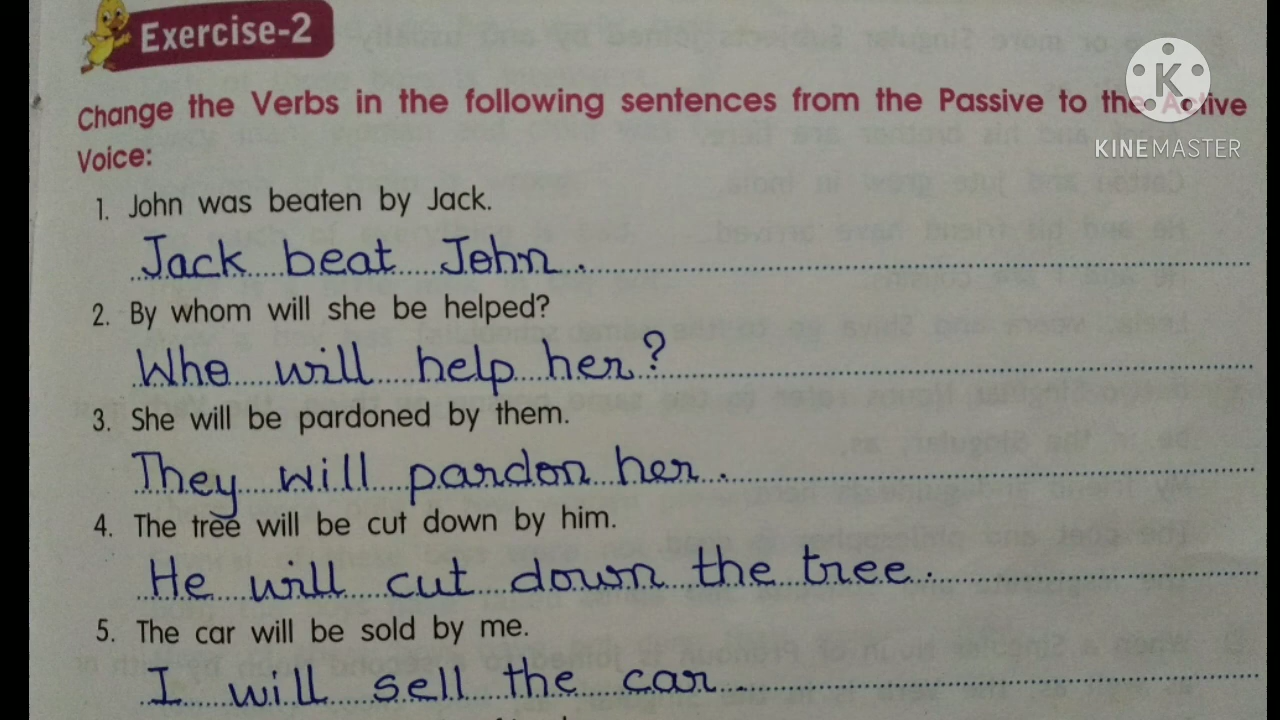 Exercise-2
Change the Verbs in the following sentences from the Passive to the Active
Voice:
KINEMASTER
1. John was beaten by Jack.
Jack beat John.
2. By whom will she be helped?
Who will help her?
3. She will be pardoned by them.
They will pardon her.
4. The tree will be cut down by him.
He will cut down the tree.
5. The car will be sold by me.
I will sell the car.